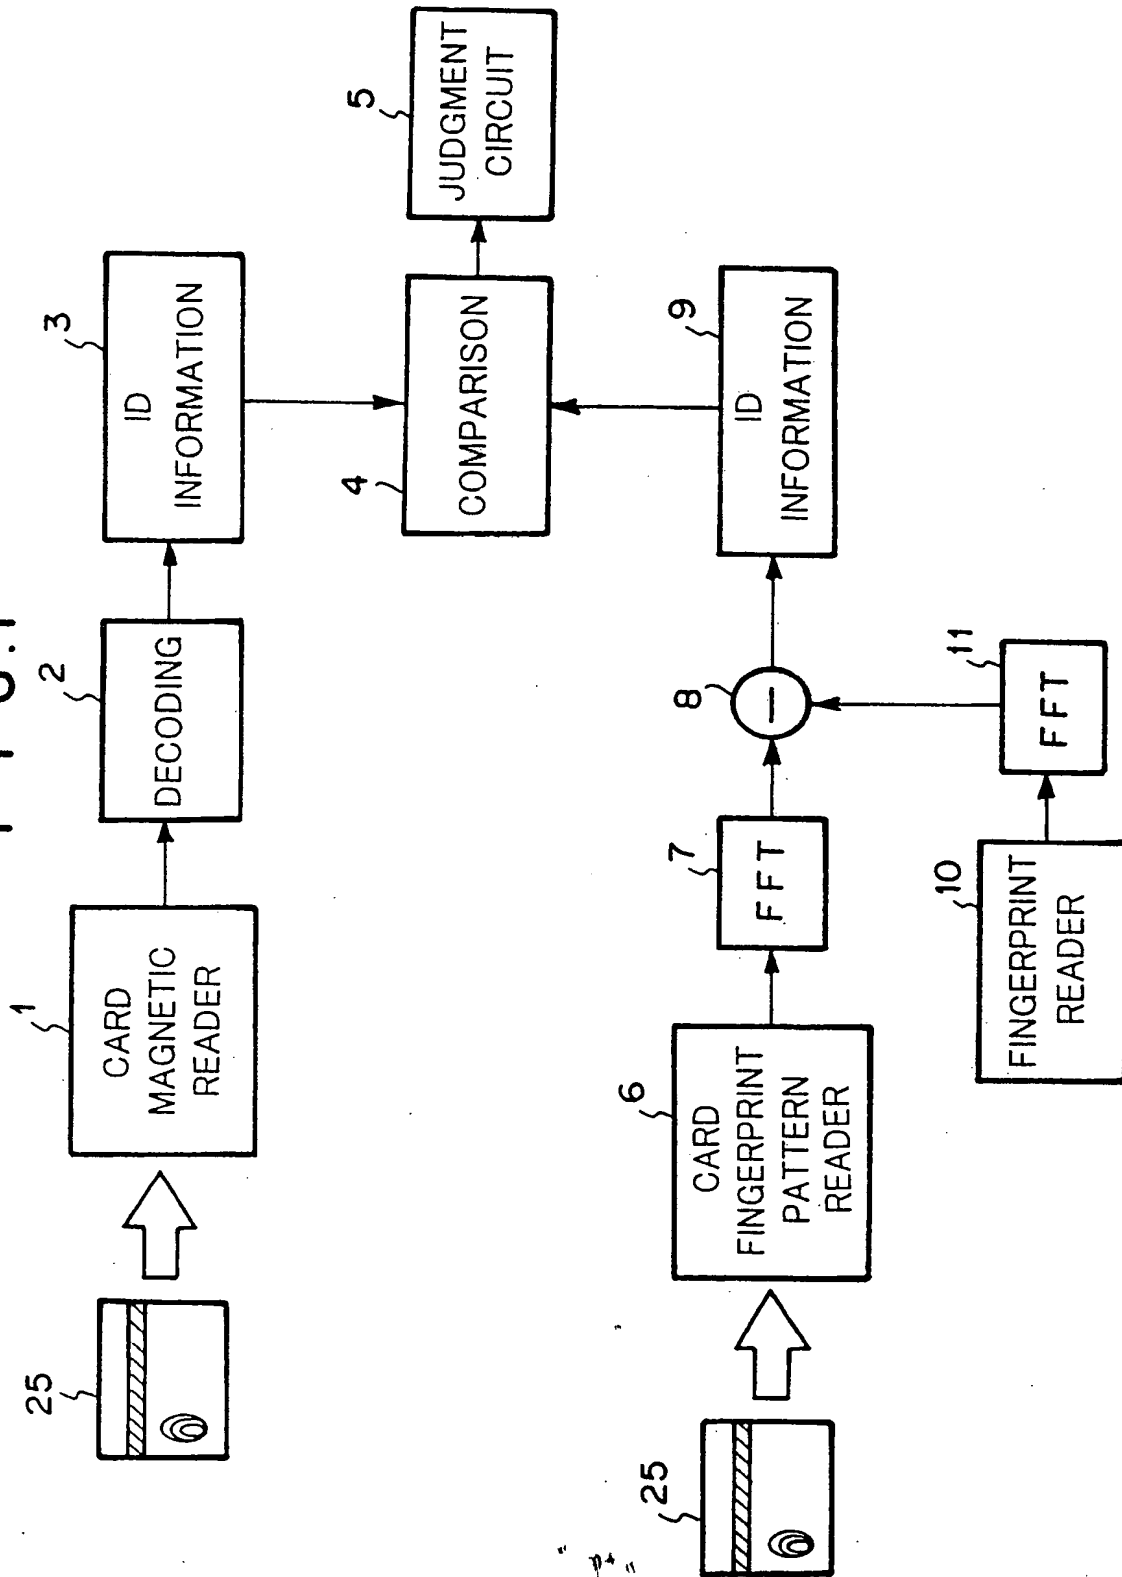 25
1
CARD
MAGNETIC
READER
2
DECODING
3
ID
INFORMATION
4
COMPARISON
5
JUDGMENT
CIRCUIT
25
6
CARD
FINGERPRINT
PATTERN
READER
7
FFT
8
−
9
ID
INFORMATION
10
FINGERPRINT
READER
11
FFT